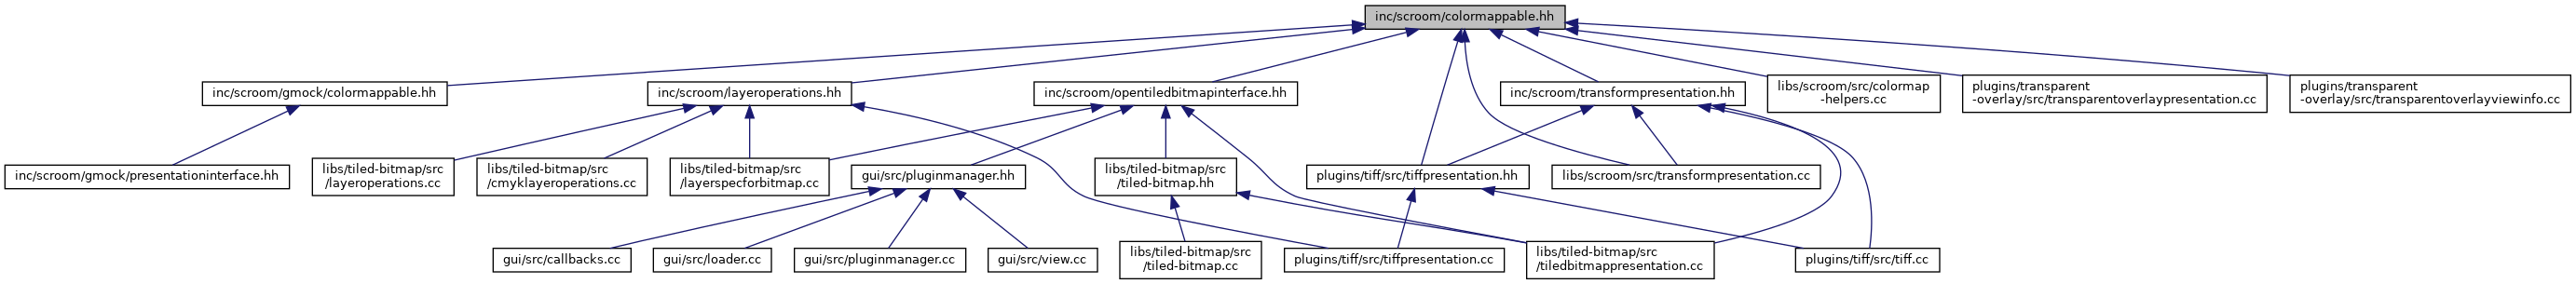 inc/scroom/colormappable.hh
inc/scroom/gmock/colormappable.hh
inc/scroom/layeroperations.hh
inc/scroom/opentiledbitmapinterface.hh
inc/scroom/transformpresentation.hh
libs/scroom/src/colormap
-helpers.cc
plugins/transparent
-overlay/src/transparentoverlaypresentation.cc
plugins/transparent
-overlay/src/transparentoverlayviewinfo.cc
inc/scroom/gmock/presentationinterface.hh
libs/tiled-bitmap/src
/layeroperations.cc
libs/tiled-bitmap/src
/cmyklayeroperations.cc
libs/tiled-bitmap/src
/layerspecforbitmap.cc
gui/src/pluginmanager.hh
libs/tiled-bitmap/src
/tiled-bitmap.hh
plugins/tiff/src/tiffpresentation.hh
libs/scroom/src/transformpresentation.cc
gui/src/callbacks.cc
gui/src/loader.cc
gui/src/pluginmanager.cc
gui/src/view.cc
libs/tiled-bitmap/src
/tiled-bitmap.cc
plugins/tiff/src/tiffpresentation.cc
libs/tiled-bitmap/src
/tiledbitmappresentation.cc
plugins/tiff/src/tiff.cc